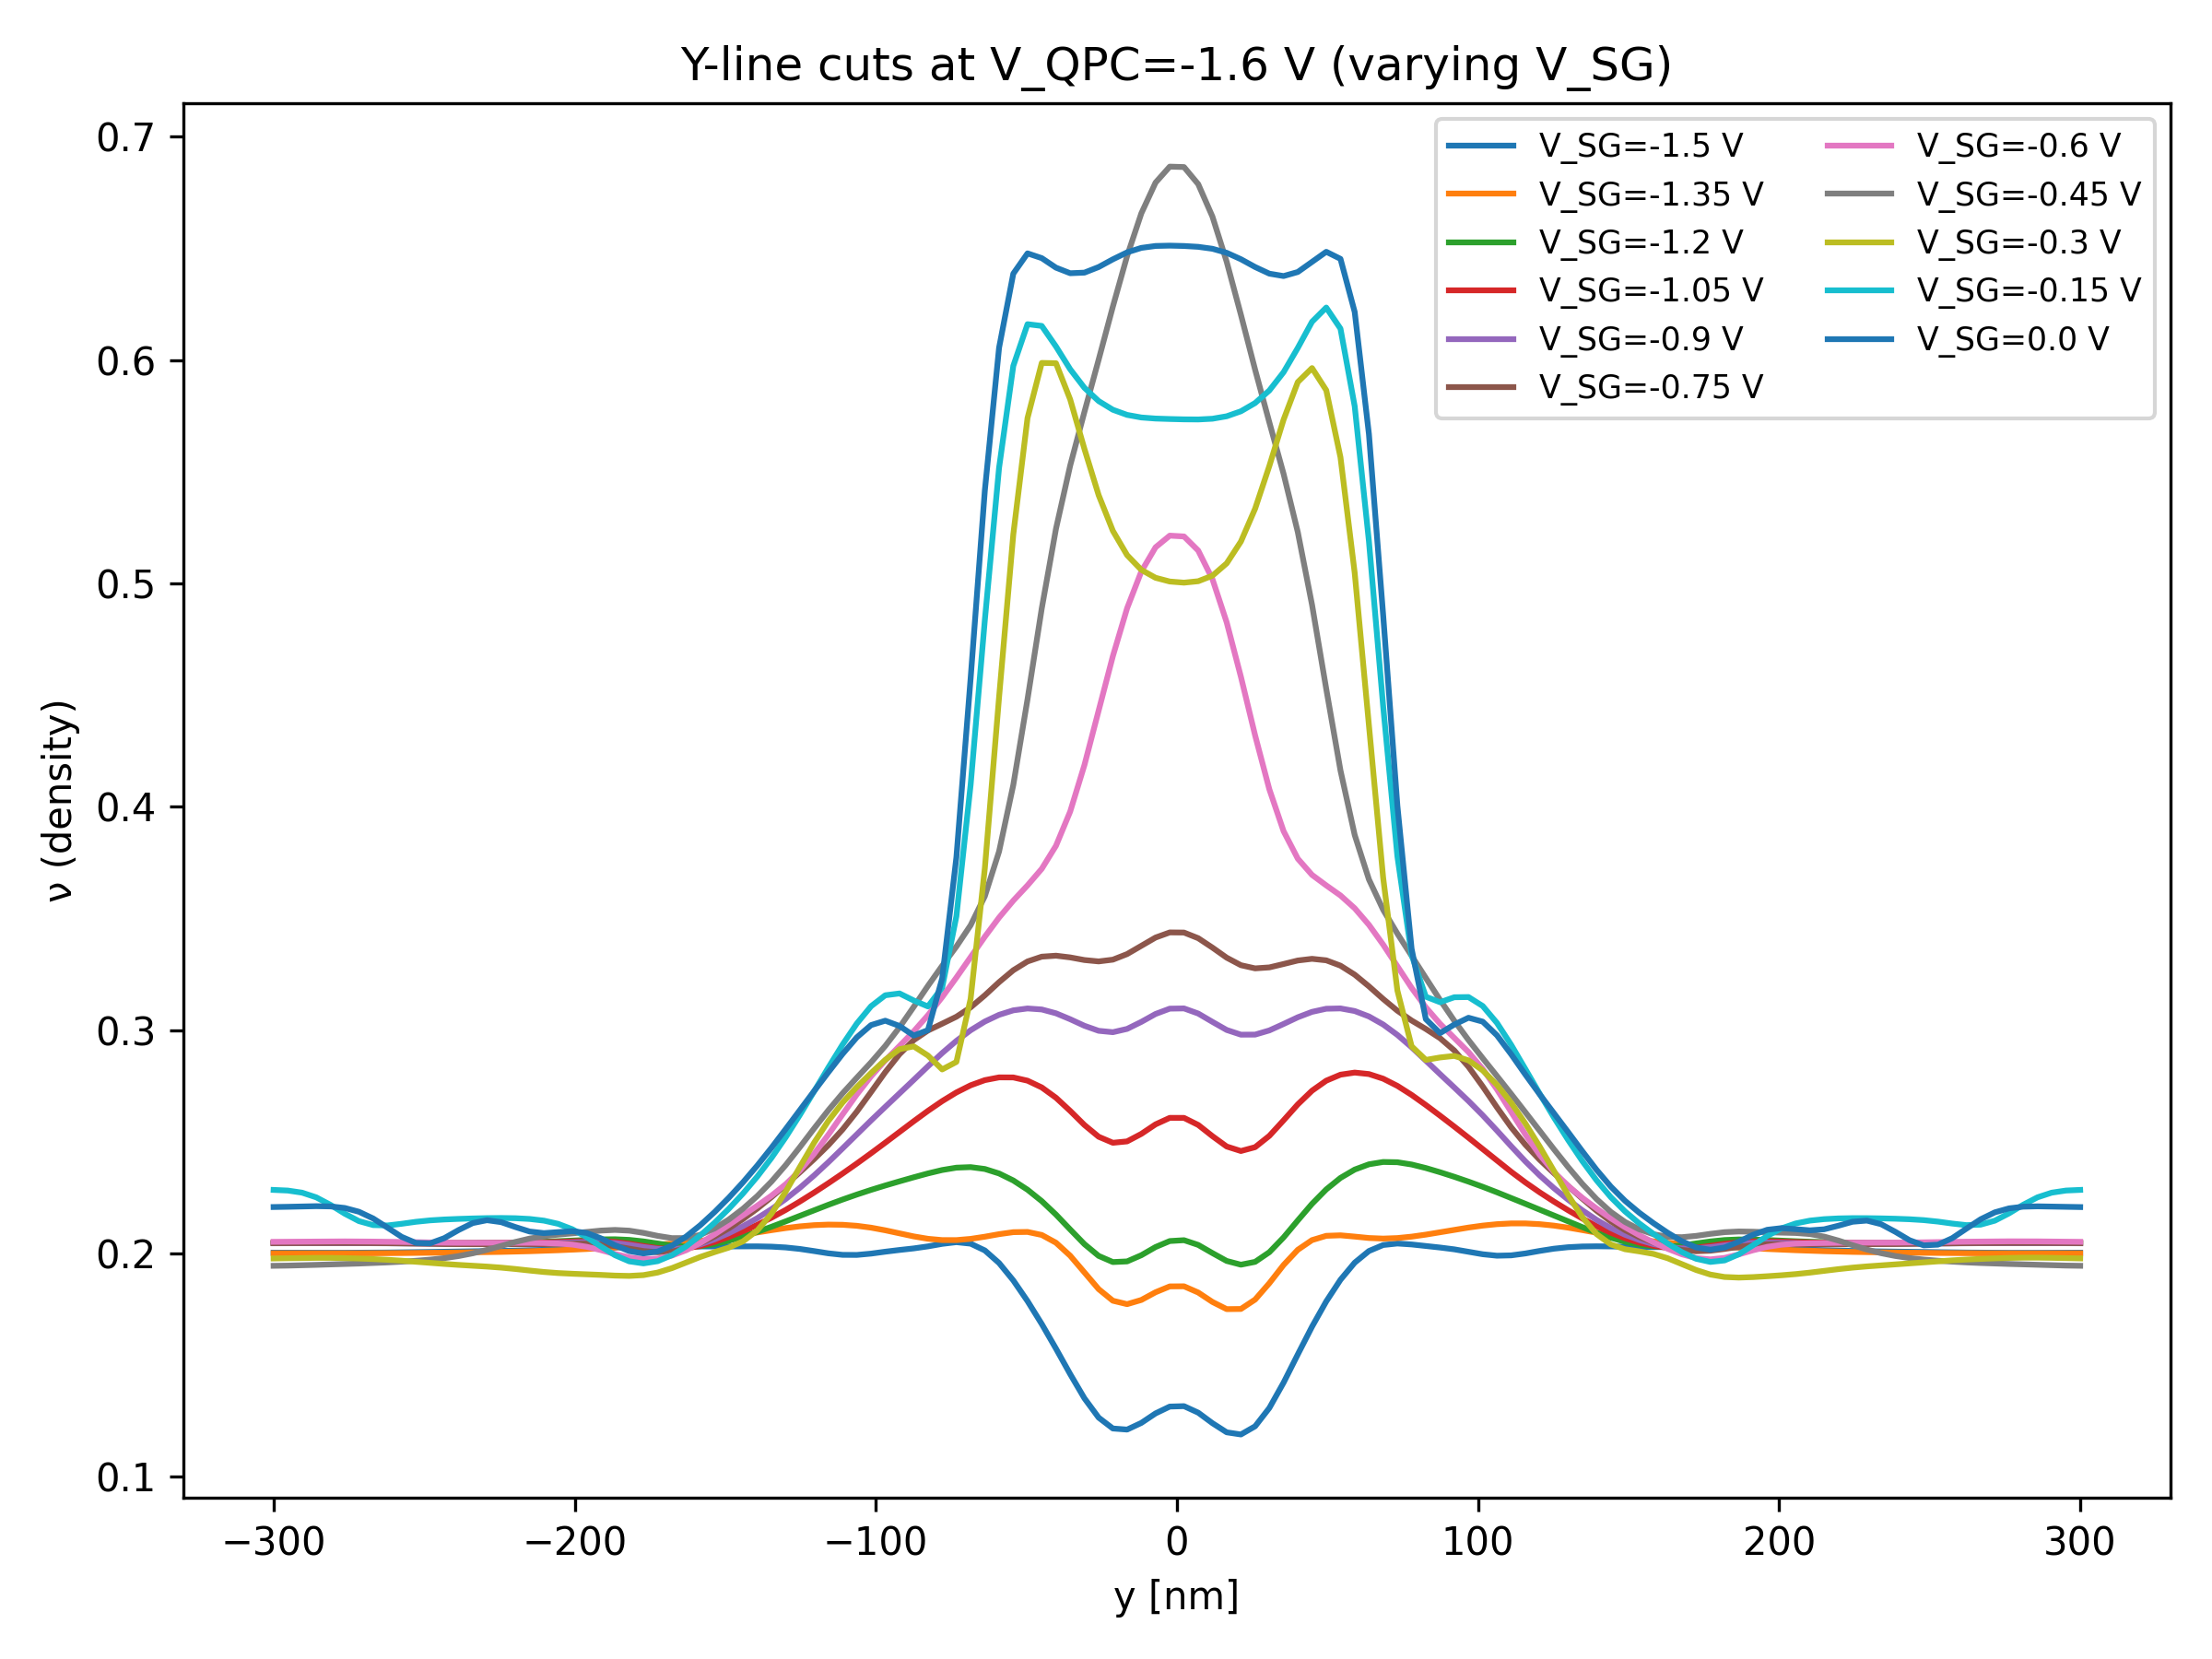 Y-line cuts at V_QPC=-1.6 V (varying V_SG)
ν (density)
0.7
0.6
0.5
0.4
0.3
0.2
0.1
V_SG=-1.5 V
V_SG=-1.35 V
V_SG=-1.2 V
V_SG=-1.05 V
V_SG=-0.9 V
V_SG=-0.75 V
V_SG=-0.6 V
V_SG=-0.45 V
V_SG=-0.3 V
V_SG=-0.15 V
V_SG=0.0 V
−300 −200 −100 0 100 200 300
y [nm]